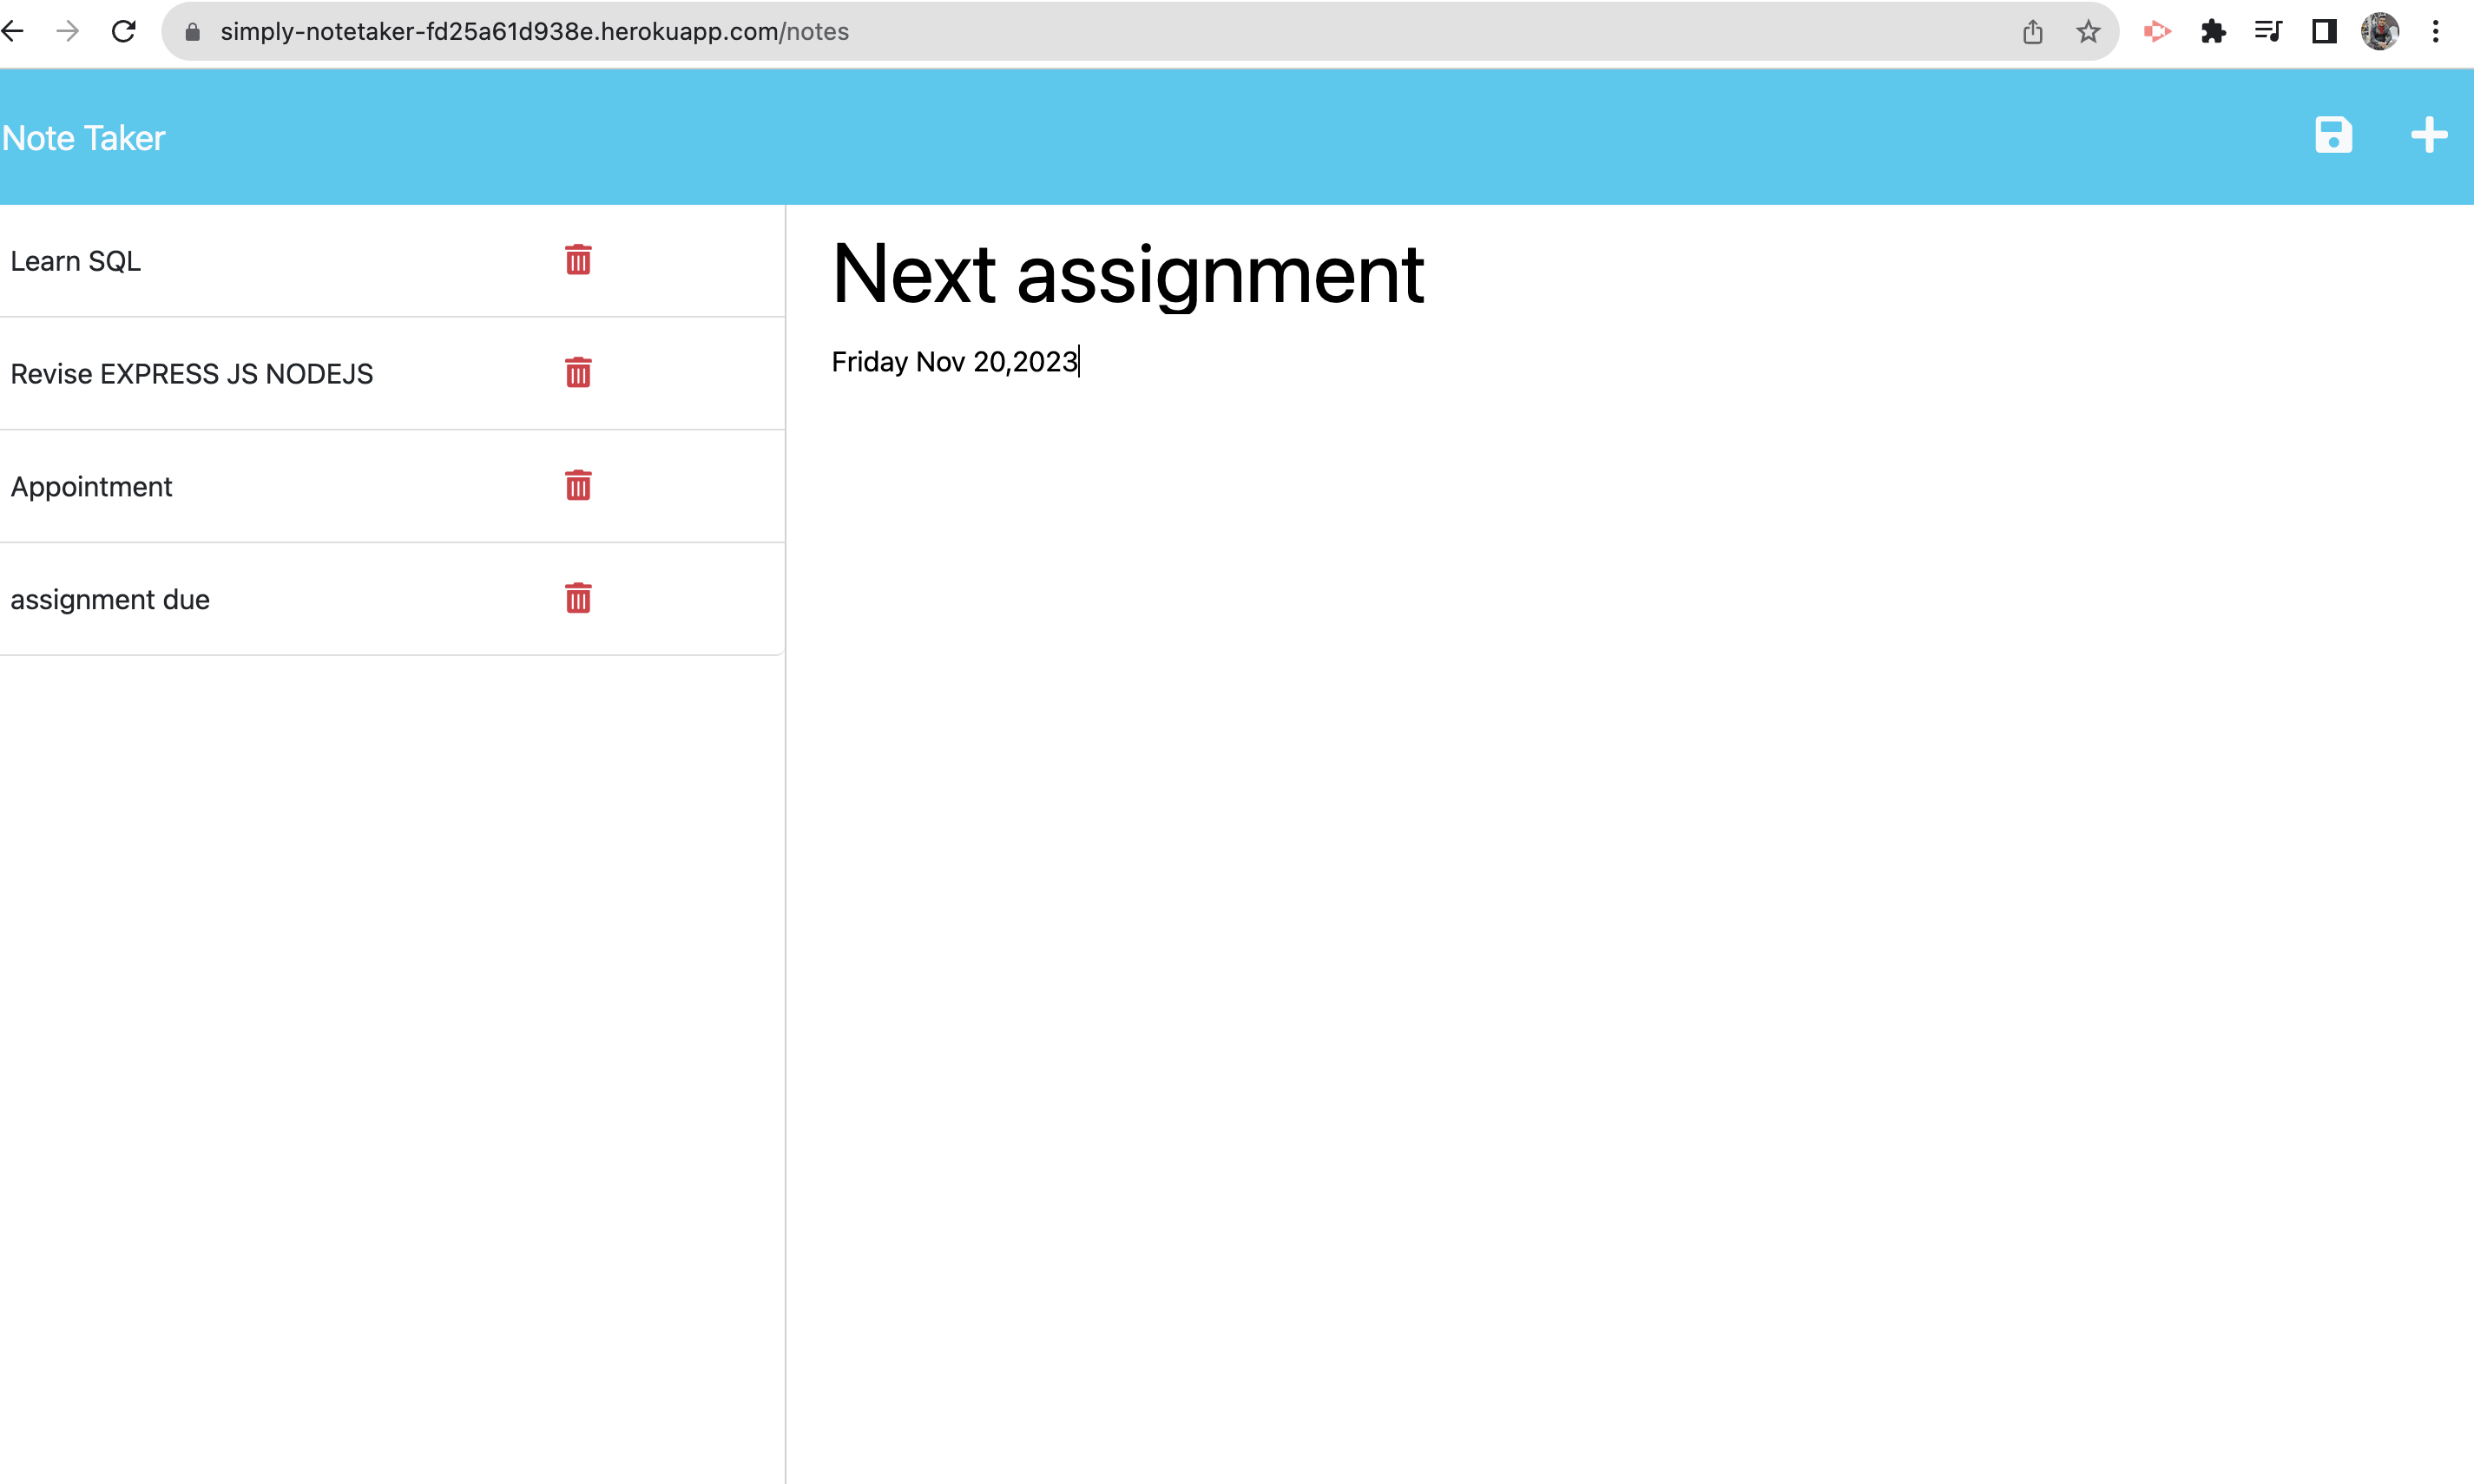 simply-notetaker-fd25a61d938e.herokuapp.com/notes
Note Taker
Learn SQL
Revise EXPRESS JS NODEJS
Appointment
assignment due
Next assignment
Friday Nov 20,2023